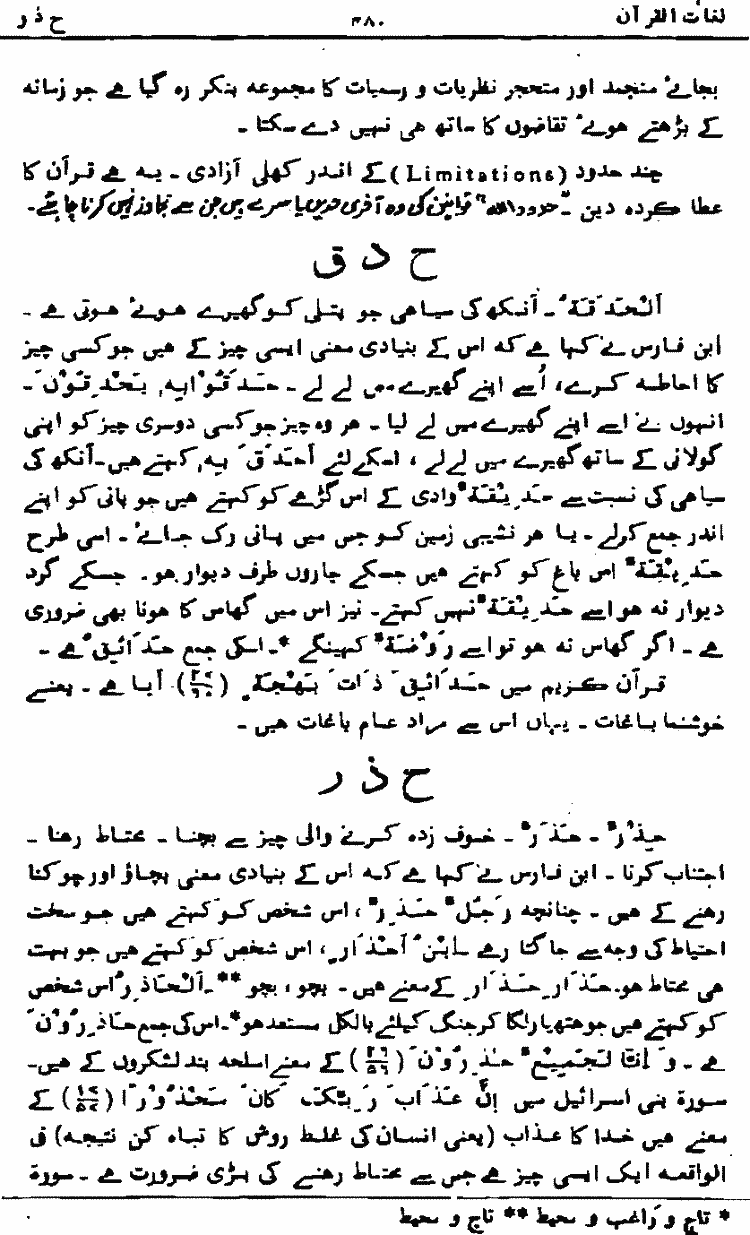 لغات القرآن ۴۸۰ ح ذ ر
بجائے منجمد اور متحجر نظریات و رسمیات کا مجموعہ بنکر رہ گیا ہے جو زمانہ
کے بڑھتے ہوئے تقاضوں کا ساتھ ہی نہیں دے سکتا ۔
چند حدود (Limitations) کے اندر کھلی آزادی ۔ یہ ہے قرآن کا
عطا کردہ دین ۔ "حدود اللہ" قوانین کی وہ آخری حدیں یا سرے ہیں جن سے تجاوز نہیں کرنا چاہئے۔
ح د ق
اَلْحَدَقَةُ ۔ آنکھ کی سیاھی جو پتلی کو گھیرے ہوئے ہوتی ہے ۔
ابن فارس نے کہا ہے کہ اس کے بنیادی معنی ایسی چیز کے ہیں جو کسی چیز
کا احاطہ کرے، اُسے اپنے گھیرے میں لے لے ۔ حَدَقُوْابِہٖ یَحْدِقُوْنَ ۔
انہوں نے اسے اپنے گھیرے میں لے لیا ۔ ہر وہ چیز جو کسی دوسری چیز کو اپنی
گولائی کے ساتھ گھیرے میں لے لے ، اسکے لئے اَحْدَقَ بِہٖ کہتے ہیں۔ آنکھ کی
سیاھی کی نسبت سے حَدِیْقَةٌ وادی کے اس گڑھے کو کہتے ہیں جو پانی کو اپنے
اندر جمع کرلے ۔ یا ہر نشیبی زمین کو جس میں پانی رک جائے ۔ اسی طرح
حَدِیْقَةٌ اس باغ کو کہتے ہیں جسکے چاروں طرف دیوار ہو۔ جسکے گرد
دیوار نہ ہو اسے حَدِیْقَةٌ نہیں کہتے۔ نیز اس میں گھاس کا ہونا بھی ضروری
ہے ۔ اگر گھاس نہ ہو تو اسے رَوْضَةٌ کہینگے *۔ اسکی جمع حَدَائِقُ ہے ۔
قرآن کریم میں حَدَائِقَ ذَاتَ بَہْجَةٍ (۲۷/۶۰) آیا ہے ۔ یعنے
خوشنما باغات ۔ یہاں اس سے مراد عام باغات ہیں ۔
ح ذ ر
حِذْرٌ ۔ حَذَرٌ ۔ خوف زدہ کرنے والی چیز سے بچنا ۔ محتاط رہنا ۔
اجتناب کرنا ۔ ابن فارس نے کہا ہے کہ اس کے بنیادی معنی بچاؤ اور چوکنا
رہنے کے ہیں ۔ چنانچہ رَجُلٌ حَذِرٌ ، اس شخص کو کہتے ہیں جو سخت
احتیاط کی وجہ سے جاگتا رہے ۔ اِبْنُ اَحْذَارٍ ، اس شخص کو کہتے ہیں جو بہت
ہی محتاط ہو۔ حَذَارِ حَذَارِ کے معنے ہیں ۔ بچو ، بچو **۔ اَلْحَاذِرُ اس شخص
کو کہتے ہیں جو ہتھیار لگا کر جنگ کیلئے بالکل مستعد ہو*۔ اس کی جمع حَاذِرُوْنَ
ہے ۔ وَ اِنَّا لَجَمِیْعٌ حٰذِرُوْنَ (۲۶/۵۶) کے معنے اسلحہ بند لشکروں کے ہیں۔
سورة بنی اسرائیل میں اِنَّ عَذَابَ رَبِّکَ کَانَ مَحْذُوْرًا (۱۷/۵۷) کے
معنے ہیں خدا کا عذاب (یعنی انسان کی غلط روش کا تباہ کن نتیجہ) فی
الواقعہ ایک ایسی چیز ہے جس سے محتاط رہنے کی بڑی ضرورت ہے ۔ سورة
* تاج و راغب و محیط ** تاج و محیط